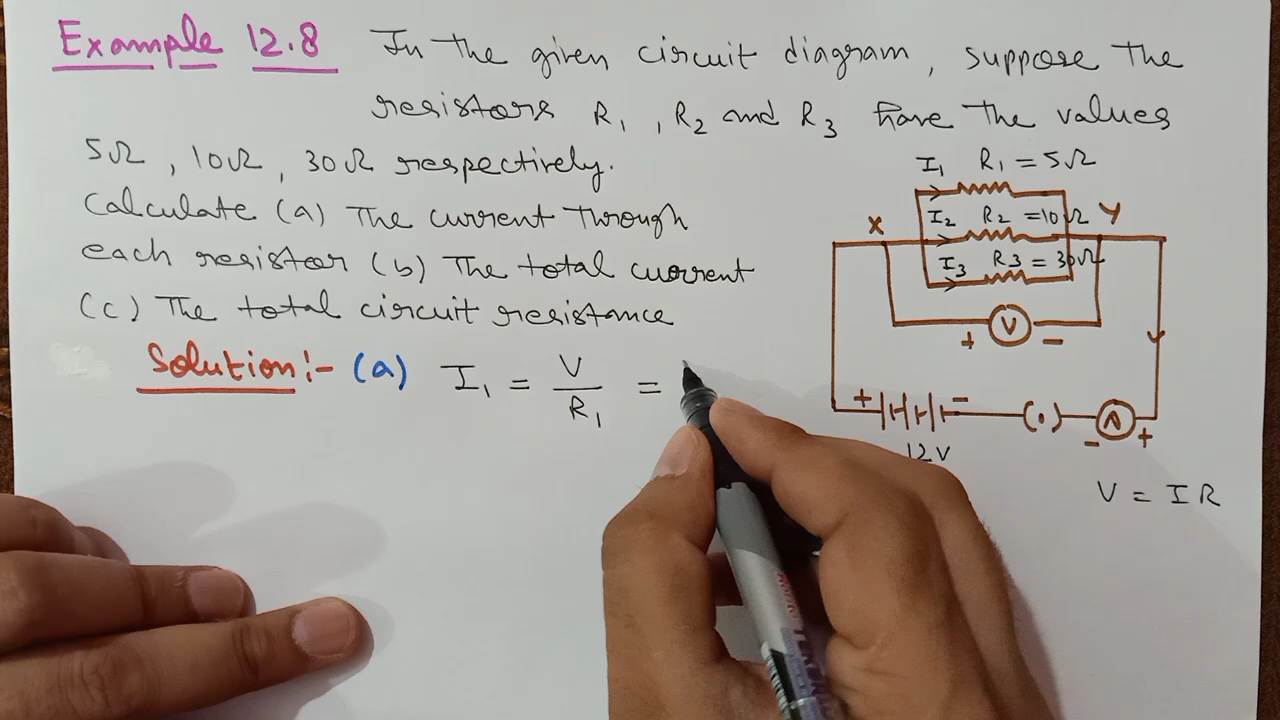 Example 12.8 In the given circuit diagram, suppose the
resistors R1, R2 and R3 have the values
5Ω, 10Ω, 30Ω respectively.
Calculate (a) The current through
each resistor (b) The total current
(c) The total circuit resistance
I1 R1 = 5Ω
I2 R2 = 10Ω
I3 R3 = 30Ω
X Y
+ V -
+ - (.) - A +
12V
V = IR
Solution:- (a) I1 = V/R1 =